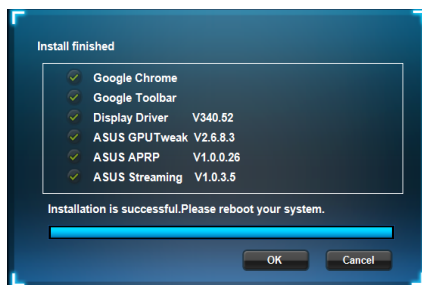 Install finished
Google Chrome
Google Toolbar
Display Driver V340.52
ASUS GPUTweak V2.6.8.3
ASUS APRP V1.0.0.26
ASUS Streaming V1.0.3.5
Installation is successful.Please reboot your system.
OK Cancel